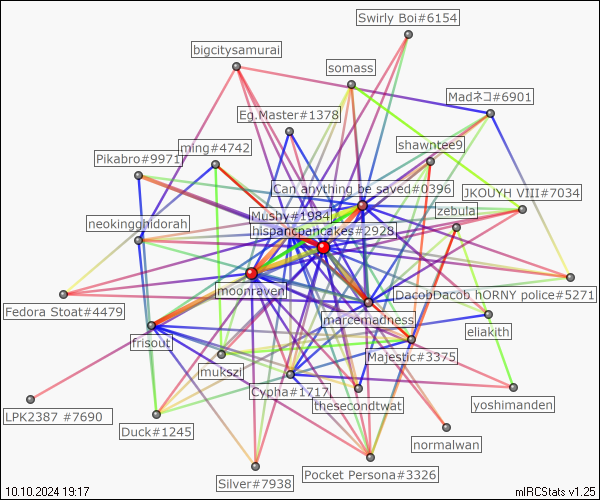 Swirly Boi#6154
bigcitysamurai
somass
Madネコ#6901
Eg.Master#1378
shawntee9
ming#4742
Pikabro#9971
Can anything be saved#0396
JKOUYH VIII#7034
zebula
Mushy#1984
neokingghidorah
hispanicpancakes#2928
moonraven
DacobDacob hORNY police#5271
Fedora Stoat#4479
marcemadness
eliakith
frisout
Majestic#3375
mukszi
Cypha#1717
thesecondtwat
yoshimanden
LPK2387 #7690
Duck#1245
normalwan
Silver#7938
Pocket Persona#3326
10.10.2024 19:17
mIRCStats v1.25